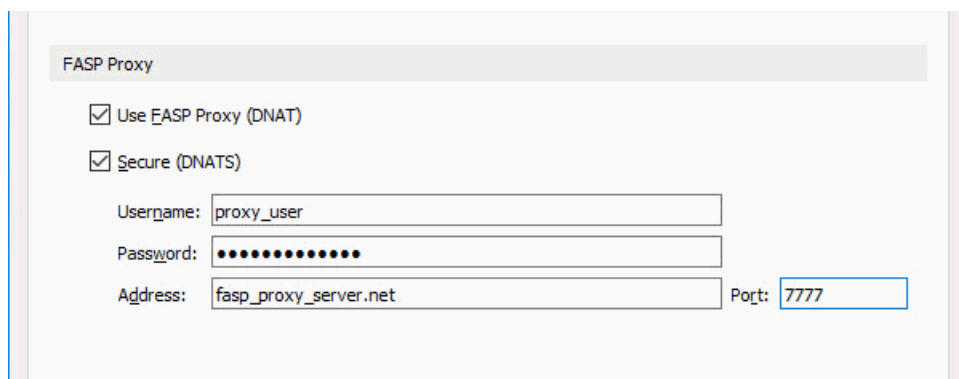 FASP Proxy
Use FASP Proxy (DNAT)
Secure (DNATS)
Username: proxy_user
Password: •••••••••••••
Address: fasp_proxy_server.net Port: 7777